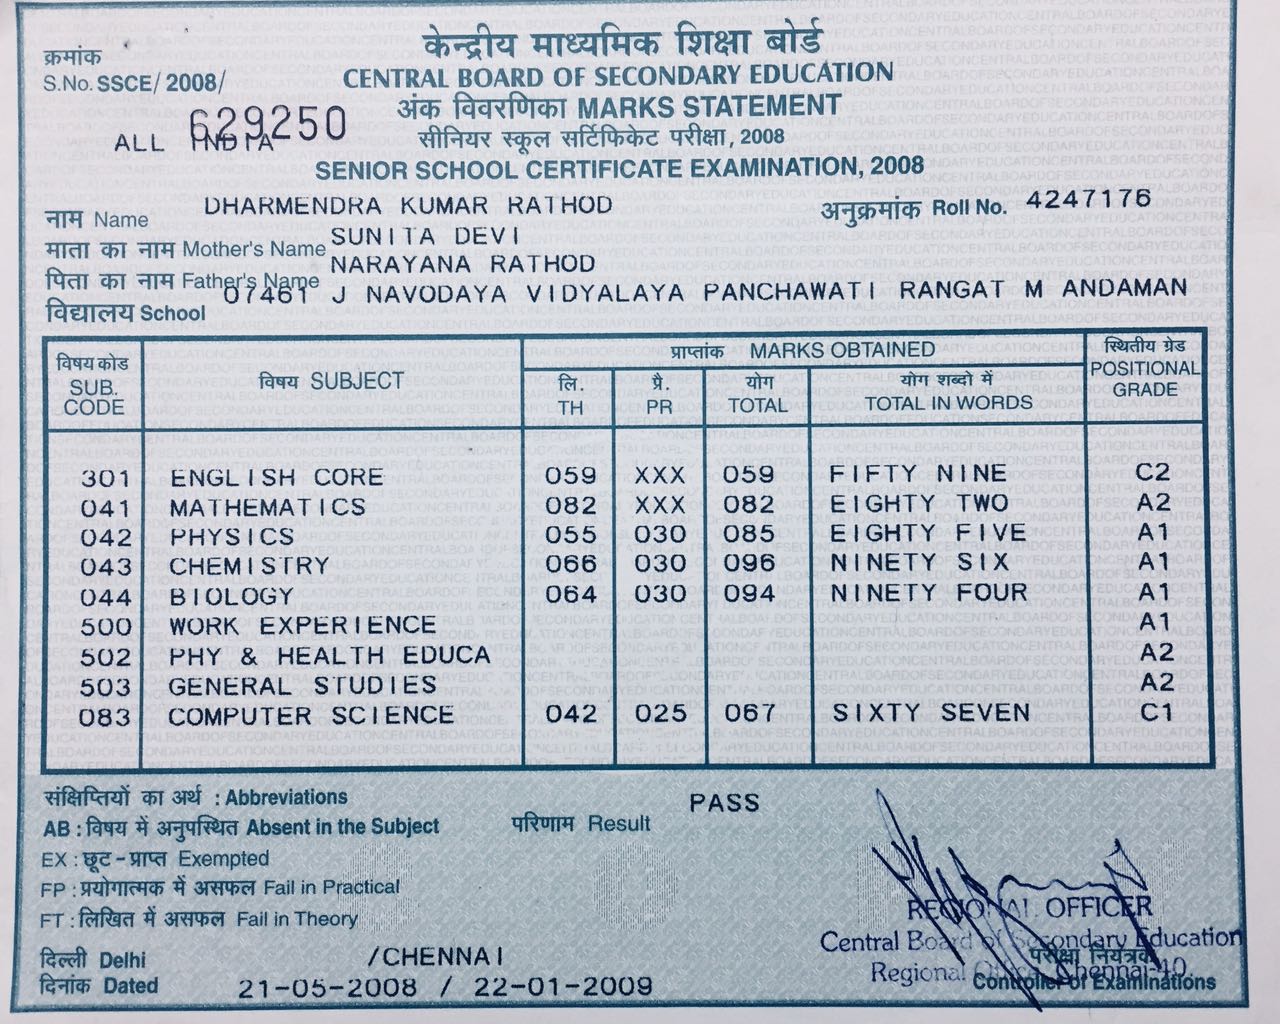 केन्द्रीय माध्यमिक शिक्षा बोर्ड
क्रमांक
CENTRAL BOARD OF SECONDARY EDUCATION
S.No. SSCE/ 2008/
अंक विवरणिका MARKS STATEMENT
629250
ALL INDIA
सीनियर स्कूल सर्टिफिकेट परीक्षा, 2008
SENIOR SCHOOL CERTIFICATE EXAMINATION, 2008
नाम Name DHARMENDRA KUMAR RATHOD अनुक्रमांक Roll No. 4247176
माता का नाम Mother's Name SUNITA DEVI
पिता का नाम Father's Name NARAYANA RATHOD
विद्यालय School 07461 J NAVODAYA VIDYALAYA PANCHAWATI RANGAT M ANDAMAN
विषय कोड SUB. CODE विषय SUBJECT प्राप्तांक MARKS OBTAINED स्थितीय ग्रेड POSITIONAL GRADE
लि. TH प्रै. PR योग TOTAL योग शब्दो में TOTAL IN WORDS
301 ENGLISH CORE 059 XXX 059 FIFTY NINE C2
041 MATHEMATICS 082 XXX 082 EIGHTY TWO A2
042 PHYSICS 055 030 085 EIGHTY FIVE A1
043 CHEMISTRY 066 030 096 NINETY SIX A1
044 BIOLOGY 064 030 094 NINETY FOUR A1
500 WORK EXPERIENCE A1
502 PHY & HEALTH EDUCA A2
503 GENERAL STUDIES A2
083 COMPUTER SCIENCE 042 025 067 SIXTY SEVEN C1
संक्षिप्तियों का अर्थ : Abbreviations
AB : विषय में अनुपस्थित Absent in the Subject परिणाम Result PASS
EX : छूट - प्राप्त Exempted
FP : प्रयोगात्मक में असफल Fail in Practical
FT : लिखित में असफल Fail in Theory
REGIONAL OFFICER
Central Board of Secondary Education
Regional Office, Chennai-40.
दिल्ली Delhi /CHENNAI
परीक्षा नियंत्रक
दिनांक Dated 21-05-2008 / 22-01-2009
Controller of Examinations